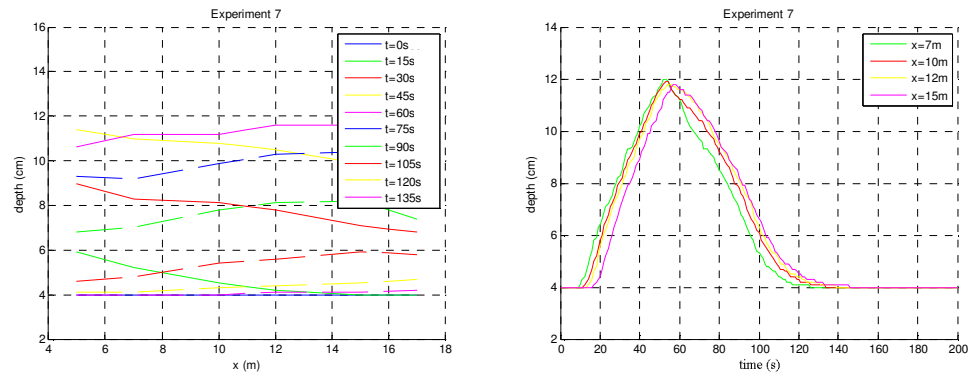 Experiment 7
16
14
12
10
8
6
4
2
depth (cm)
4
6
8
10
12
14
16
18
x (m)
t=0s
t=15s
t=30s
t=45s
t=60s
t=75s
t=90s
t=105s
t=120s
t=135s
Experiment 7
14
12
10
8
6
4
2
depth (cm)
0
20
40
60
80
100
120
140
160
180
200
time (s)
x=7m
x=10m
x=12m
x=15m